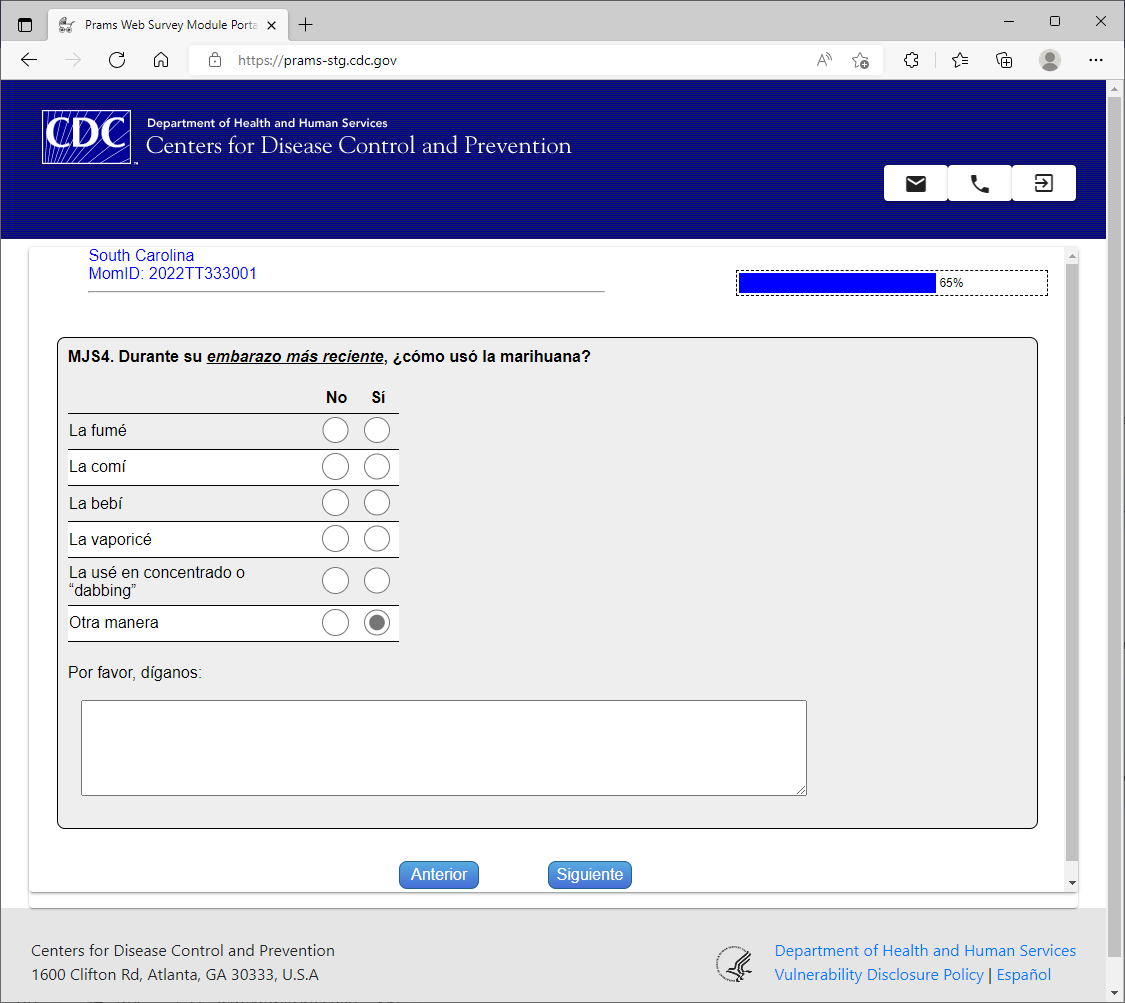 Prams Web Survey Module Porta
https://prams-stg.cdc.gov
CDC
Department of Health and Human Services
Centers for Disease Control and Prevention
South Carolina
MomID: 2022TT333001
65%
MJS4. Durante su embarazo más reciente, ¿cómo usó la marihuana?
No Sí
La fumé
La comí
La bebí
La vaporicé
La usé en concentrado o
“dabbing”
Otra manera
Por favor, díganos:
Anterior Siguiente
Centers for Disease Control and Prevention
1600 Clifton Rd, Atlanta, GA 30333, U.S.A
Department of Health and Human Services
Vulnerability Disclosure Policy | Español